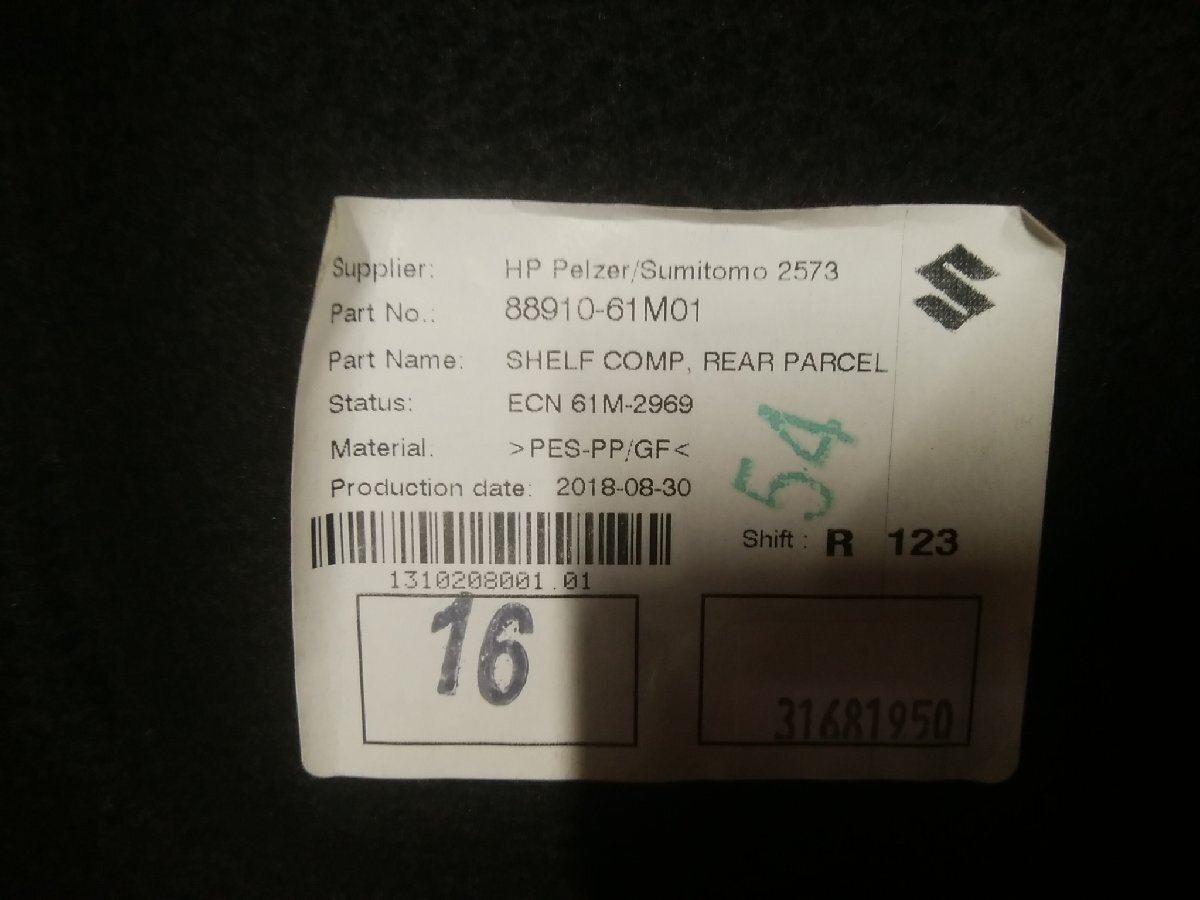 Supplier: HP Pelzer/Sumitomo 2573
Part No.: 88910-61M01
Part Name: SHELF COMP, REAR PARCEL
Status: ECN 61M-2969
Material: >PES-PP/GF<
Production date: 2018-08-30
54
Shift : R 123
1310208001.01
16
31681950